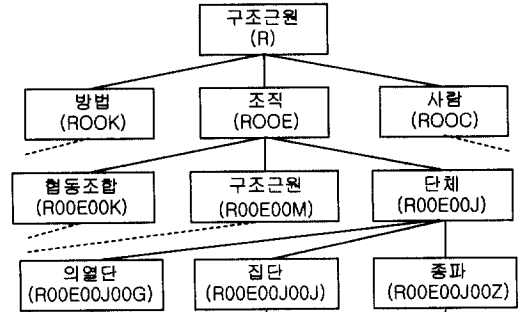 구조근원
(R)
방법
(ROOK)
조직
(ROOE)
사람
(ROOC)
협동조합
(R00E00K)
구조근원
(R00E00M)
단체
(R00E00J)
의열단
(R00E00J00G)
집단
(R00E00J00J)
종파
(R00E00J00Z)